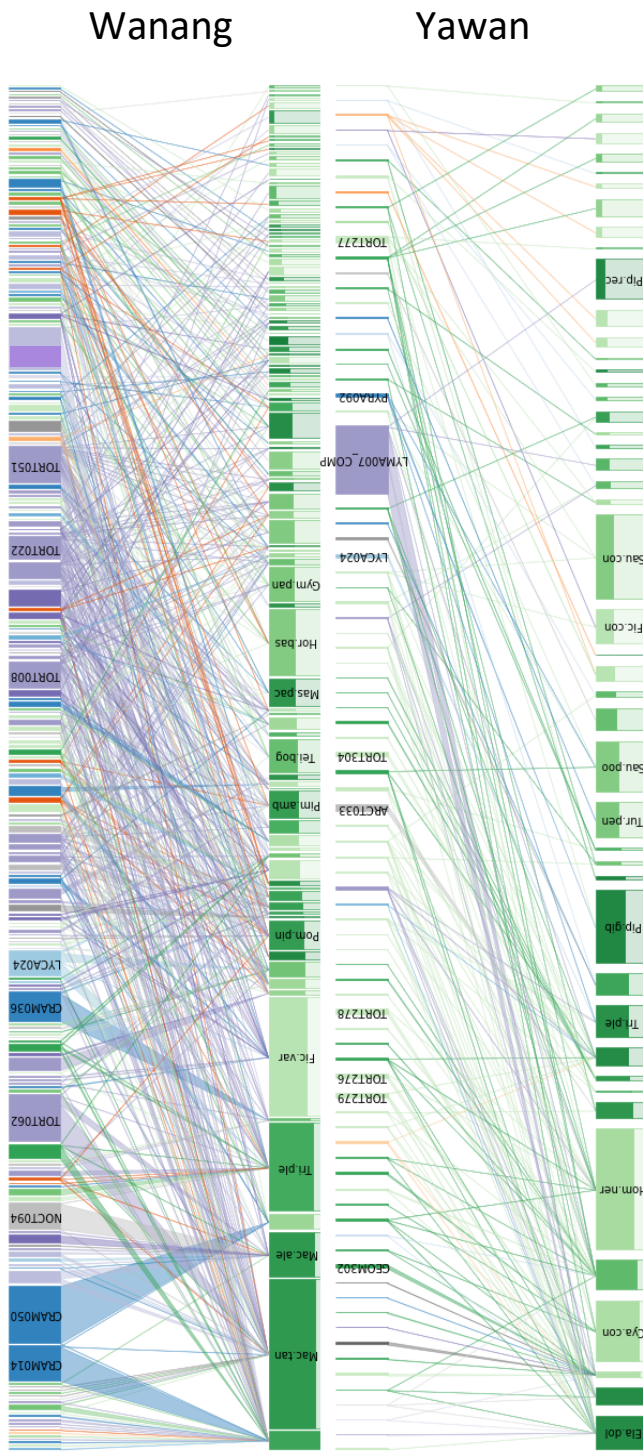 Wanang
Yawan
TORT051
TORT022
TORT008
LYCA024
CRAM036
TORT062
NOCT094
CRAM050
CRAM014
Gym.pan
Hor.bas
Mas.pac
Tei.bog
Pim.amb
Pom.pin
Fic.var
Tri.ple
Mac.ale
Mac.tan
TORT277
PYRA092
LYMA007_COMP
LYCA024
TORT304
ARCT033
TORT278
TORT276
TORT279
GEOM302
Pip.rec
Sau.con
Fic.con
Sau.poo
Tur.pen
Pip.gib
Tri.ple
Hom.ner
Cya.con
Ela.dol